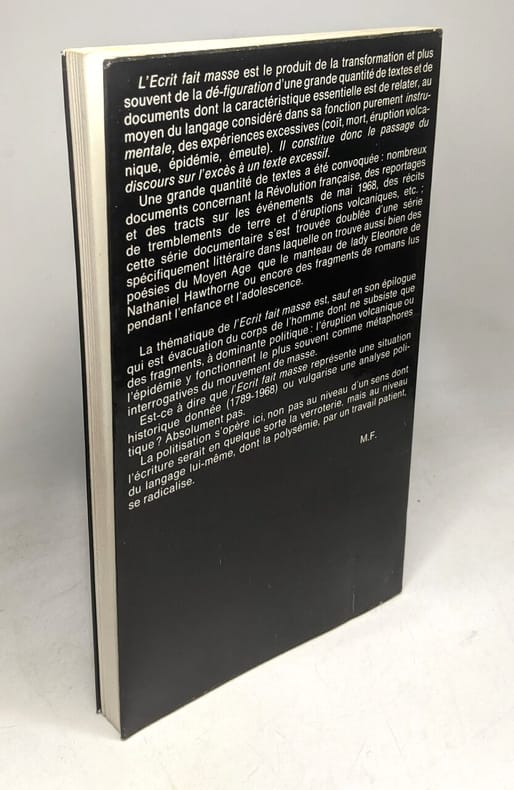 L'Ecrit fait masse est le produit de la transformation et plus
souvent de la dé-figuration d'une grande quantité de textes et de
documents dont la caractéristique essentielle est de relater, au
moyen du langage considéré dans sa fonction purement instru-
mentale, des expériences excessives (coït, mort, éruption volca-
nique, épidémie, émeute). Il constitue donc le passage du
discours sur l'excès à un texte excessif.
Une grande quantité de textes a été convoquée : nombreux
documents concernant la Révolution française, des reportages
et des tracts sur les événements de mai 1968, des récits
de tremblements de terre et d'éruptions volcaniques, etc. ;
cette série documentaire s'est trouvée doublée d'une série
spécifiquement littéraire dans laquelle on trouve aussi bien des
poésies du Moyen Age que le manteau de lady Eleonore de
Nathaniel Hawthorne ou encore des fragments de romans lus
pendant l'enfance et l'adolescence.
La thématique de l'Ecrit fait masse est, sauf en son épilogue
qui est évacuation du corps de l'homme dont ne subsiste que
des fragments, à dominante politique : l'éruption volcanique ou
l'épidémie y fonctionnent le plus souvent comme métaphores
interrogatives du mouvement de masse.
Est-ce à dire que l'Ecrit fait masse représente une situation
historique donnée (1789-1968) ou vulgarise une analyse poli-
tique ? Absolument pas.
La politisation s'opère ici, non pas au niveau d'un sens dont
l'écriture serait en quelque sorte la verroterie, mais au niveau
du langage lui-même, dont la polysémie, par un travail patient,
se radicalise.
M.F.